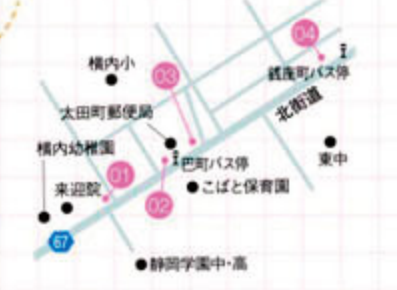 04
横内小
03
鋳座町バス停
北街道
太田町郵便局
横内幼稚園
巴町バス停
東中
来迎院
01
こばと保育園
02
67
静岡学園中・高